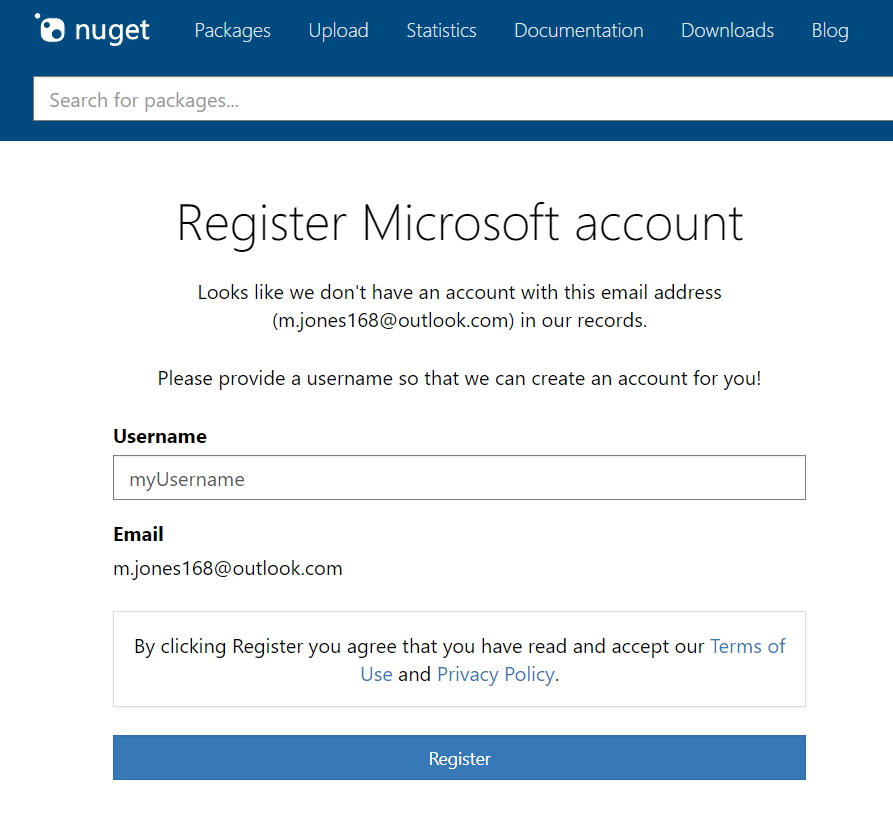 nuget Packages Upload Statistics Documentation Downloads Blog
Search for packages...
Register Microsoft account
Looks like we don't have an account with this email address
(m.jones168@outlook.com) in our records.
Please provide a username so that we can create an account for you!
Username
myUsername
Email
m.jones168@outlook.com
By clicking Register you agree that you have read and accept our Terms of
Use and Privacy Policy.
Register